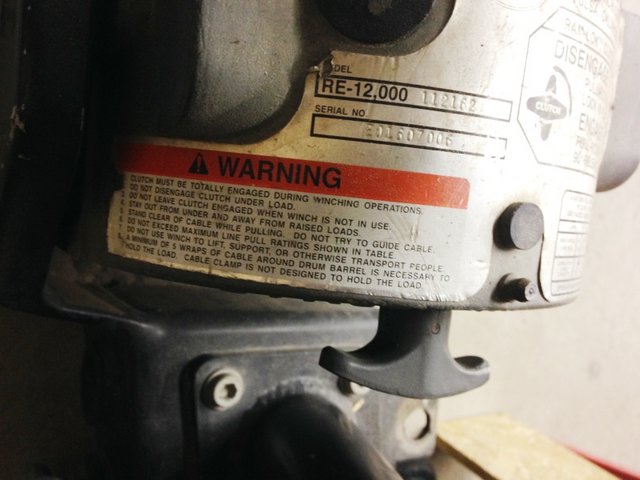 MODEL
RE-12,000 112162
SERIAL NO
201607006
WARNING
CLUTCH MUST BE TOTALLY ENGAGED DURING WINCHING OPERATIONS.
DO NOT DISENGAGE CLUTCH UNDER LOAD.
DO NOT LEAVE CLUTCH ENGAGED WHEN WINCH IS NOT IN USE.
STAY OUT FROM UNDER AND AWAY FROM RAISED LOADS.
STAND CLEAR OF CABLE WHILE PULLING. DO NOT TRY TO GUIDE CABLE.
DO NOT EXCEED MAXIMUM LINE PULL RATINGS SHOWN IN TABLE.
DO NOT USE WINCH TO LIFT, SUPPORT, OR OTHERWISE TRANSPORT PEOPLE.
A MINIMUM OF 5 WRAPS OF CABLE AROUND DRUM BARREL IS NECESSARY TO
HOLD THE LOAD. CABLE CLAMP IS NOT DESIGNED TO HOLD THE LOAD.
CLUTCH